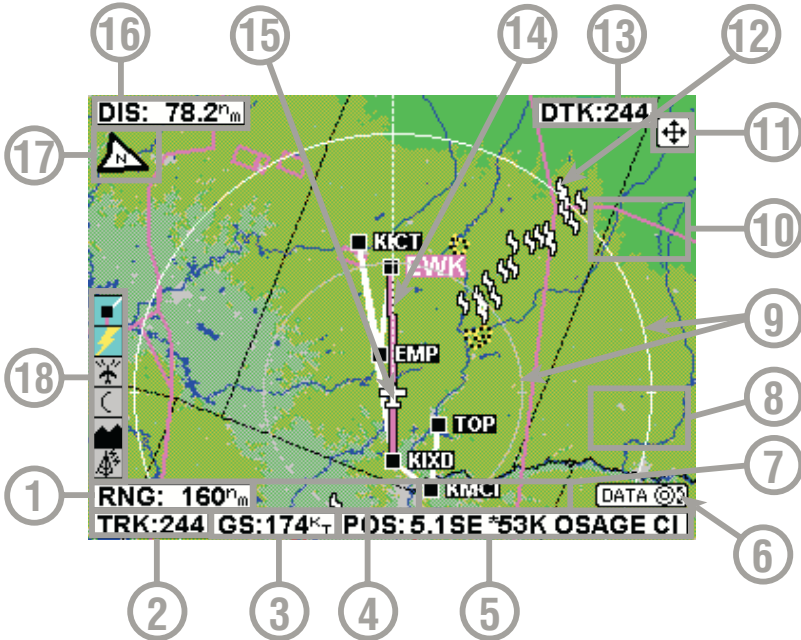 16
15
14
13
12
DIS: 78.2nm
DTK:244
17
N
11
10
KICT
EWK
9
EMP
18
8
TOP
KIXD
7
1
RNG: 160nm
KMCI
DATA
TRK:244
GS:174KT
POS: 5.1SE *53K OSAGE CI
6
2
3
4
5